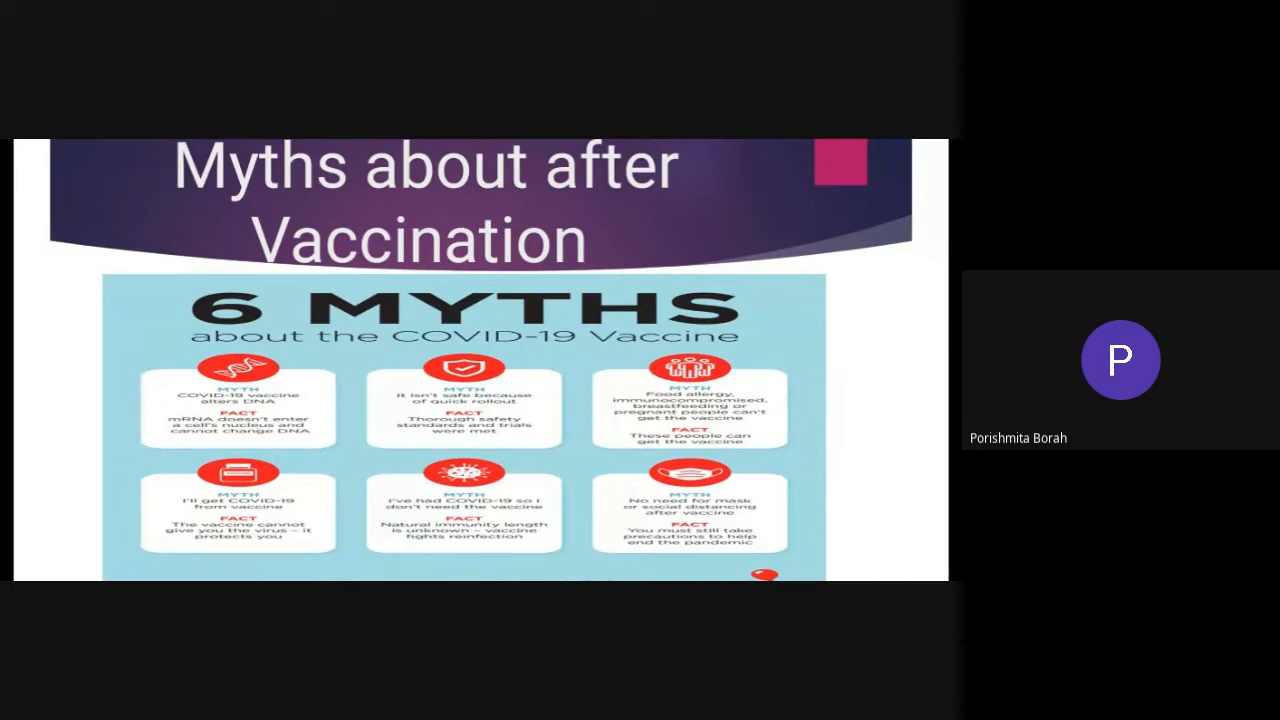 Myths about after
Vaccination
6 MYTHS
about the COVID-19 Vaccine
MYTH
COVID-19 vaccine
alters DNA
FACT
mRNA doesn't enter
a cell's nucleus and
cannot change DNA
MYTH
It isn't safe because
of quick rollout
FACT
Thorough safety
standards and trials
were met
MYTH
Food allergy,
immunocompromised,
breastfeeding or
pregnant people can't
get the vaccine
FACT
These people can
get the vaccine
MYTH
I'll get COVID-19
from vaccine
FACT
The vaccine cannot
give you the virus – it
protects you
MYTH
I've had COVID-19 so I
don't need the vaccine
FACT
Natural immunity length
is unknown – vaccine
fights reinfection
MYTH
No need for mask
or social distancing
after vaccine
FACT
You must still take
precautions to help
end the pandemic
P
Porishmita Borah